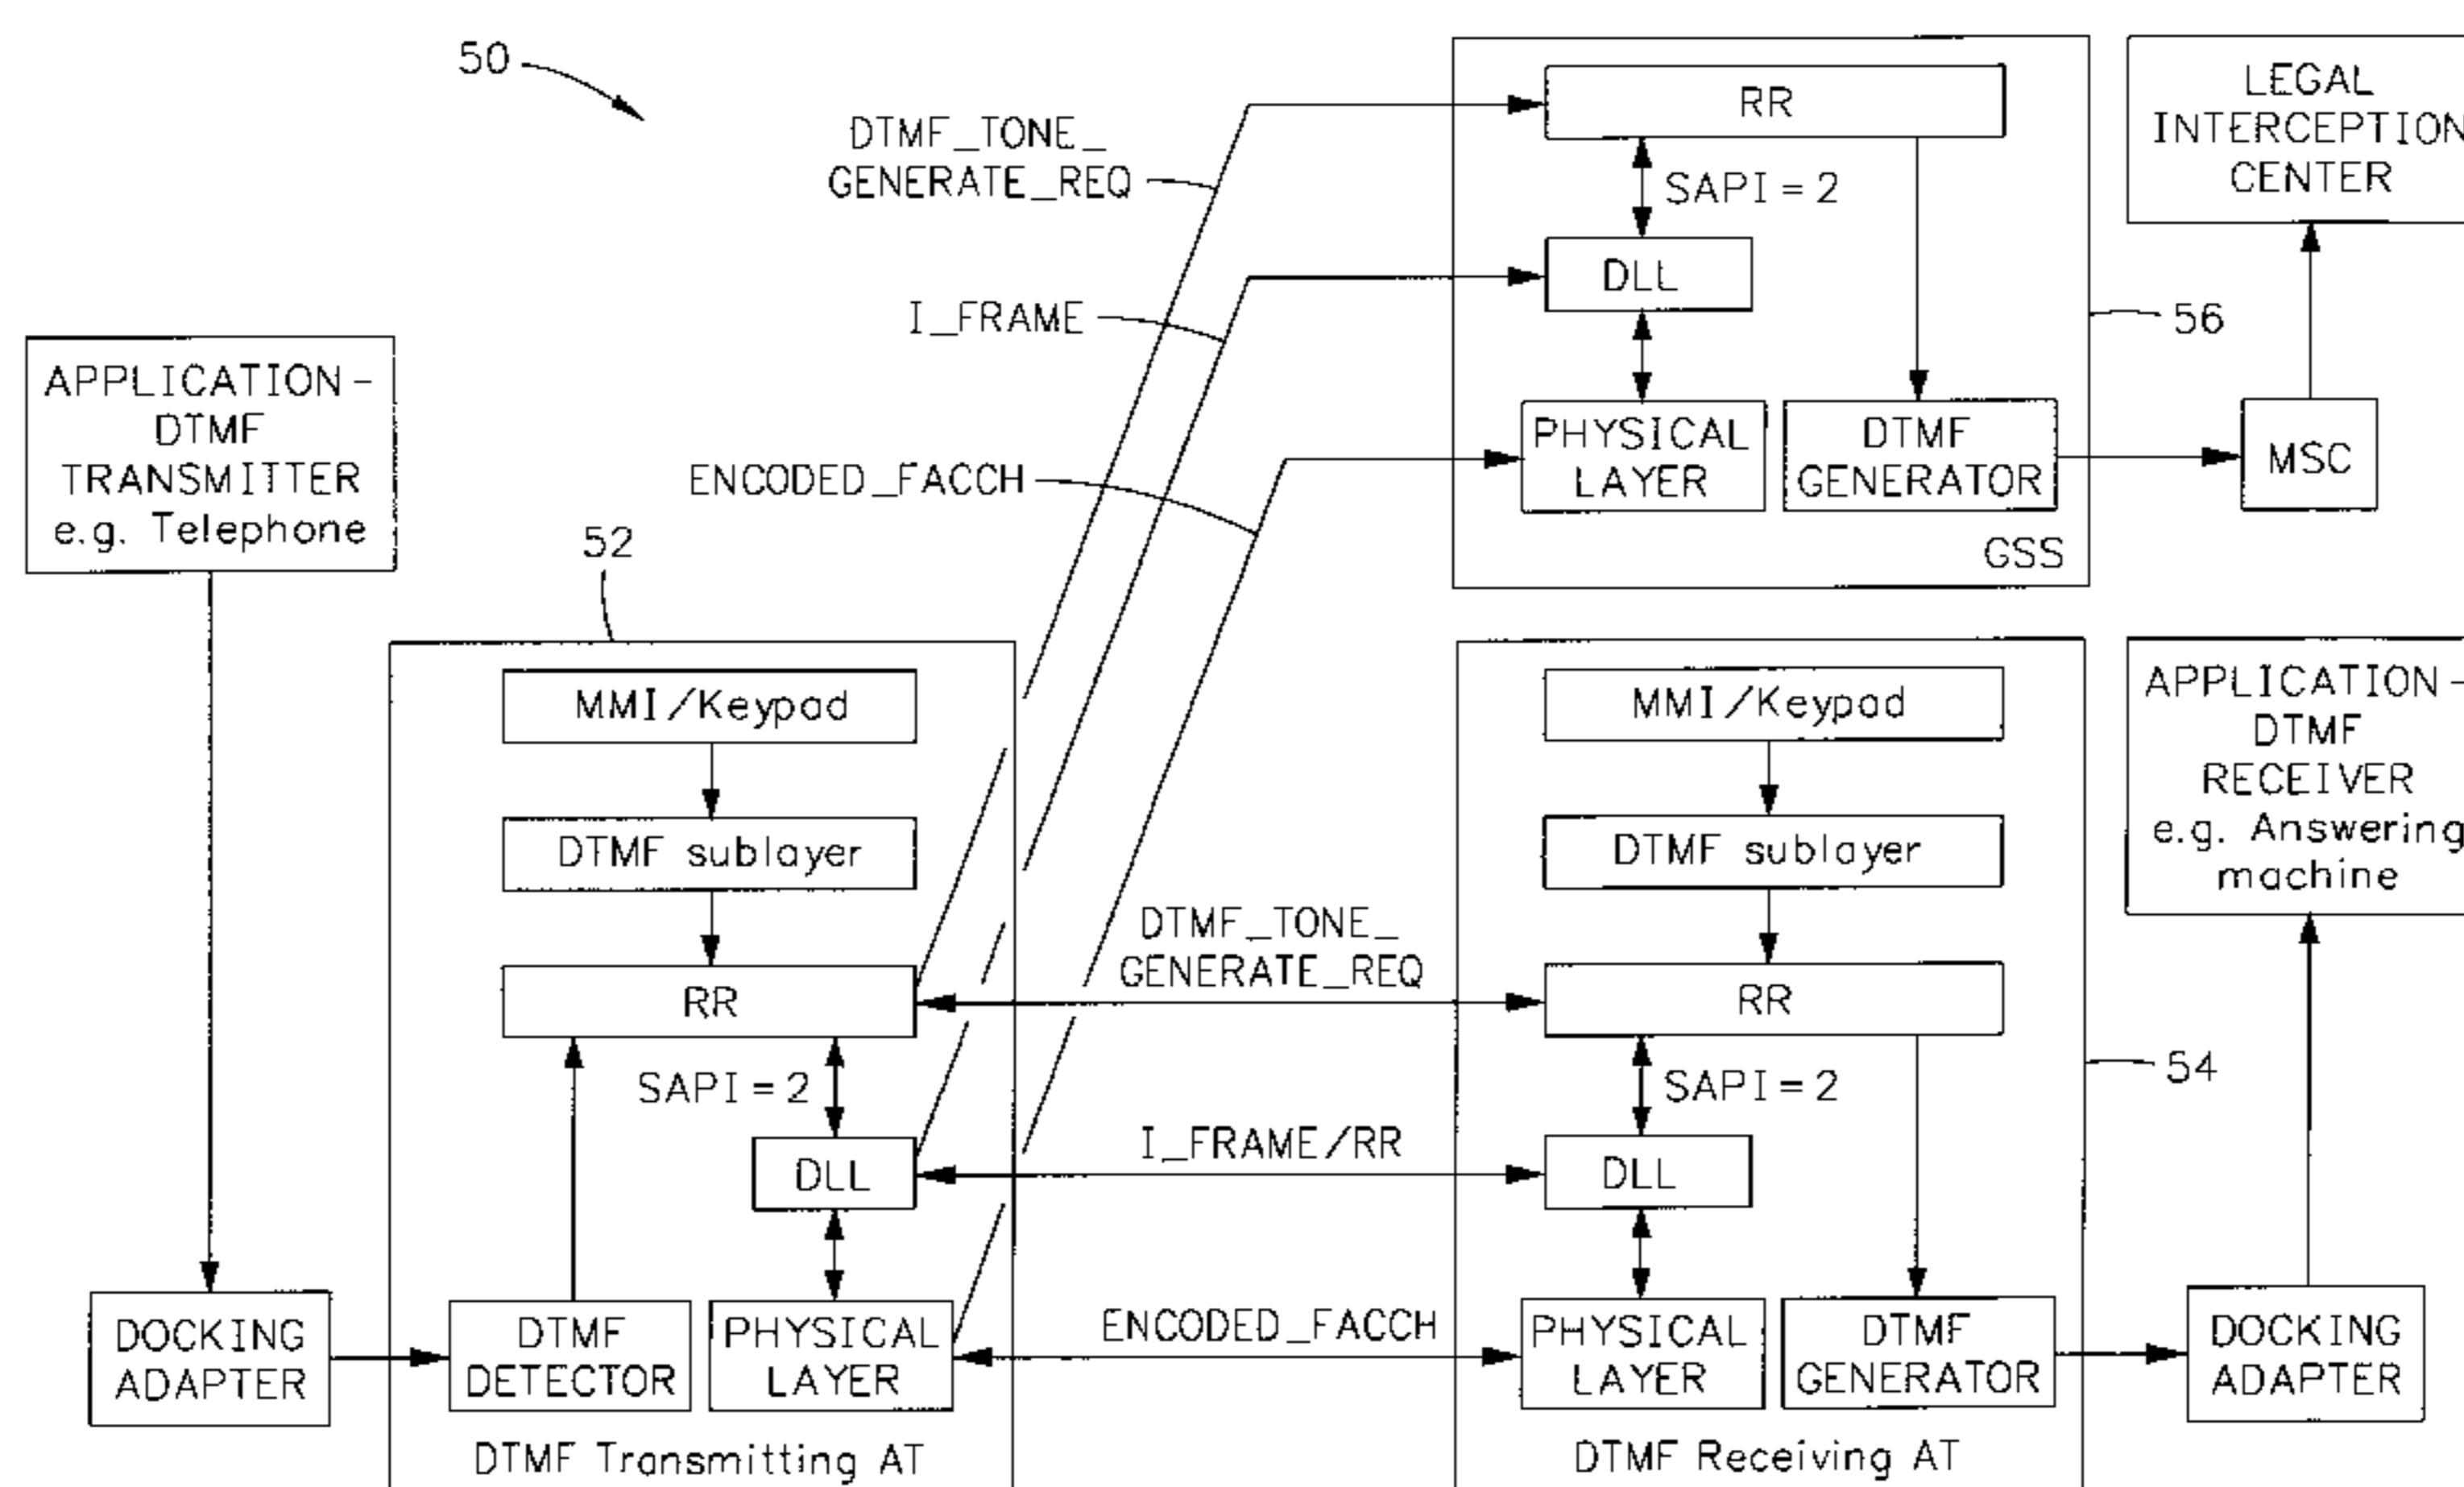 50
DTMF_TONE_
GENERATE_REQ
I_FRAME
ENCODED_FACCH
RR
SAPI = 2
DLL
PHYSICAL
LAYER
DTMF
GENERATOR
GSS
56
MSC
LEGAL
INTERCEPTION
CENTER
APPLICATION-
DTMF
TRANSMITTER
e.g. Telephone
DOCKING
ADAPTER
52
MMI/Keypad
DTMF sublayer
RR
SAPI = 2
DLL
DTMF
DETECTOR
PHYSICAL
LAYER
DTMF Transmitting AT
DTMF_TONE_
GENERATE_REQ
I_FRAME/RR
ENCODED_FACCH
MMI/Keypad
DTMF sublayer
RR
SAPI = 2
DLL
PHYSICAL
LAYER
DTMF
GENERATOR
DTMF Receiving AT
54
APPLICATION-
DTMF
RECEIVER
e.g. Answering
machine
DOCKING
ADAPTER